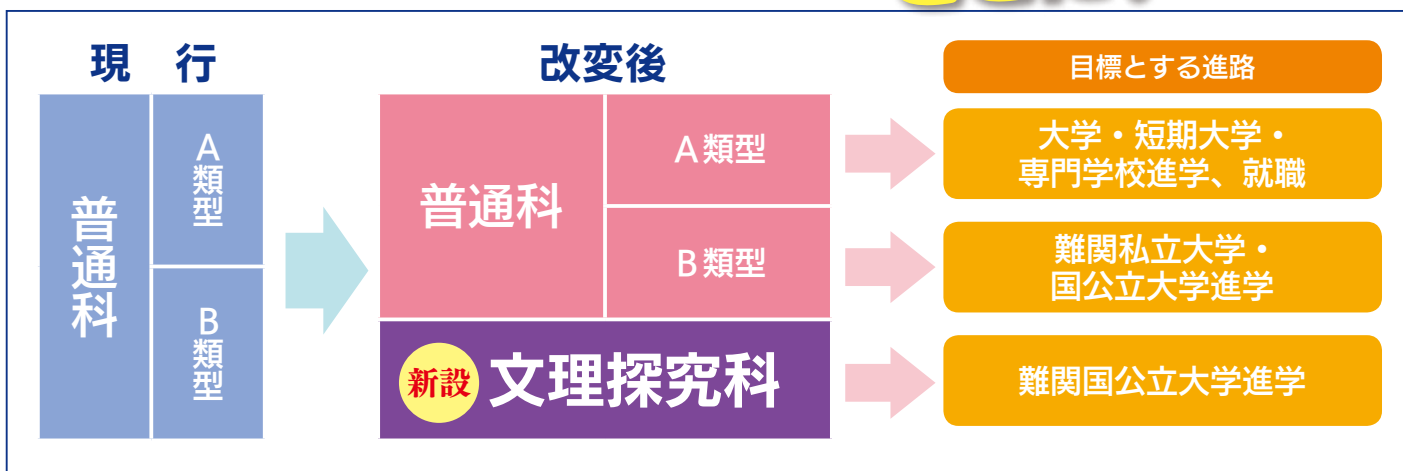 現 行
普通科
A類型
B類型
改変後
普通科
A類型
B類型
新設
文理探究科
目標とする進路
大学・短期大学・
専門学校進学、就職
難関私立大学・
国公立大学進学
難関国公立大学進学